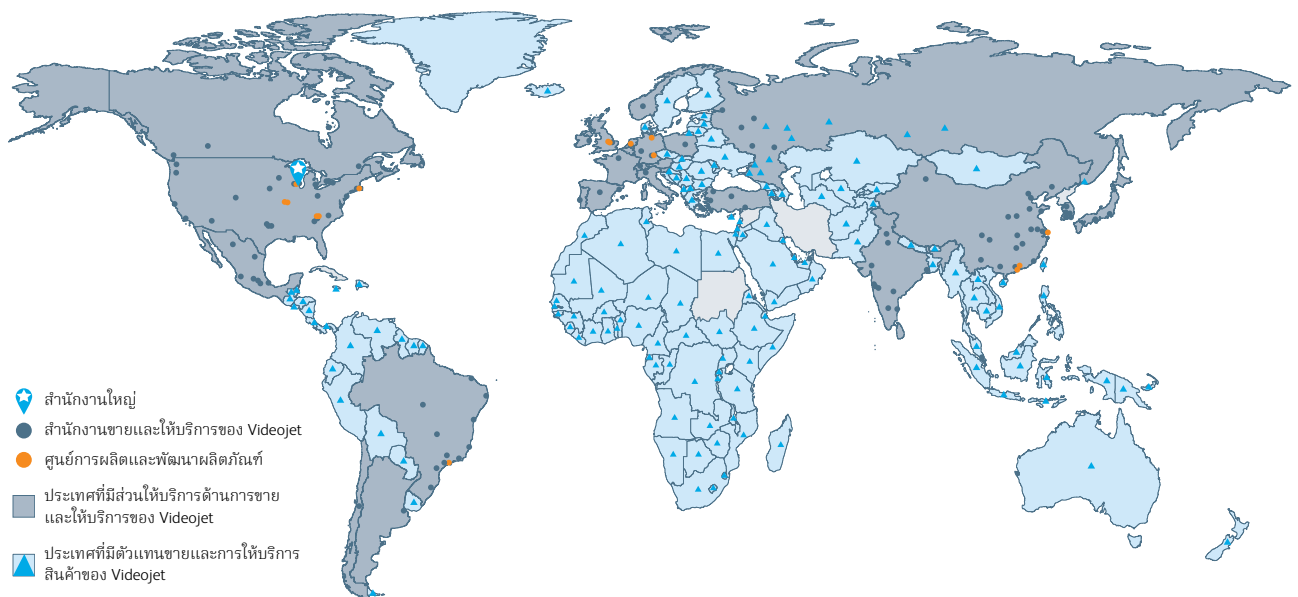 สำนักงานใหญ่
สำนักงานขายและให้บริการของ Videojet
ศูนย์การผลิตและพัฒนาผลิตภัณฑ์
ประเทศที่มีส่วนให้บริการด้านการขาย
และให้บริการของ Videojet
ประเทศที่มีตัวแทนขายและการให้บริการ
สินค้าของ Videojet